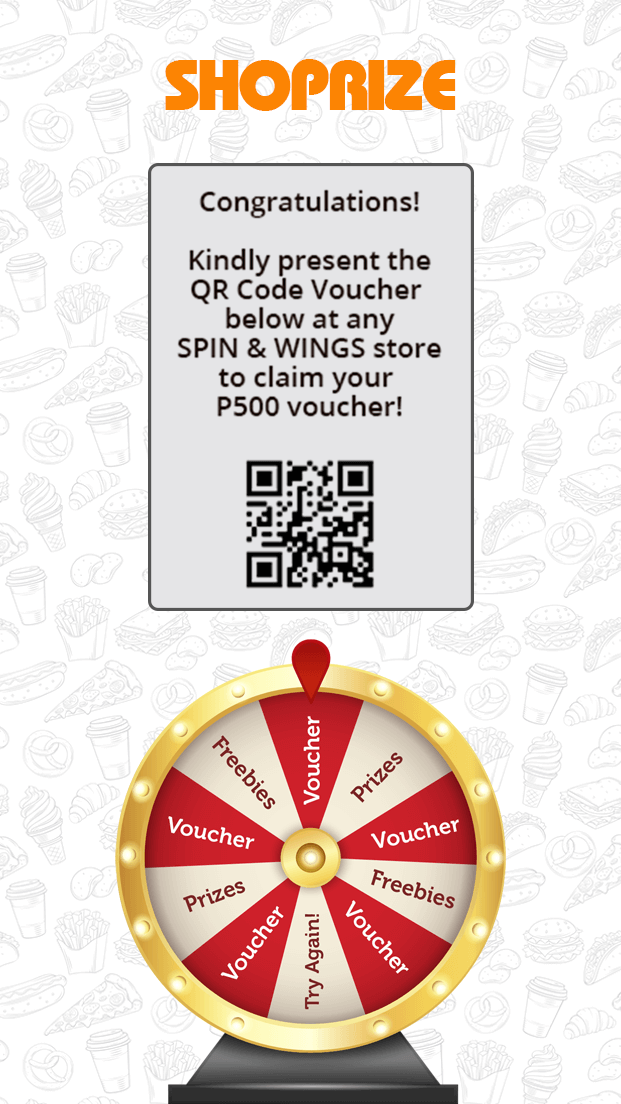 SHOPRIZE
Congratulations!
Kindly present the
QR Code Voucher
below at any
SPIN & WINGS store
to claim your
P500 voucher!
Voucher
Prizes
Voucher
Freebies
Voucher
Try Again!
Voucher
Prizes
Voucher
Freebies